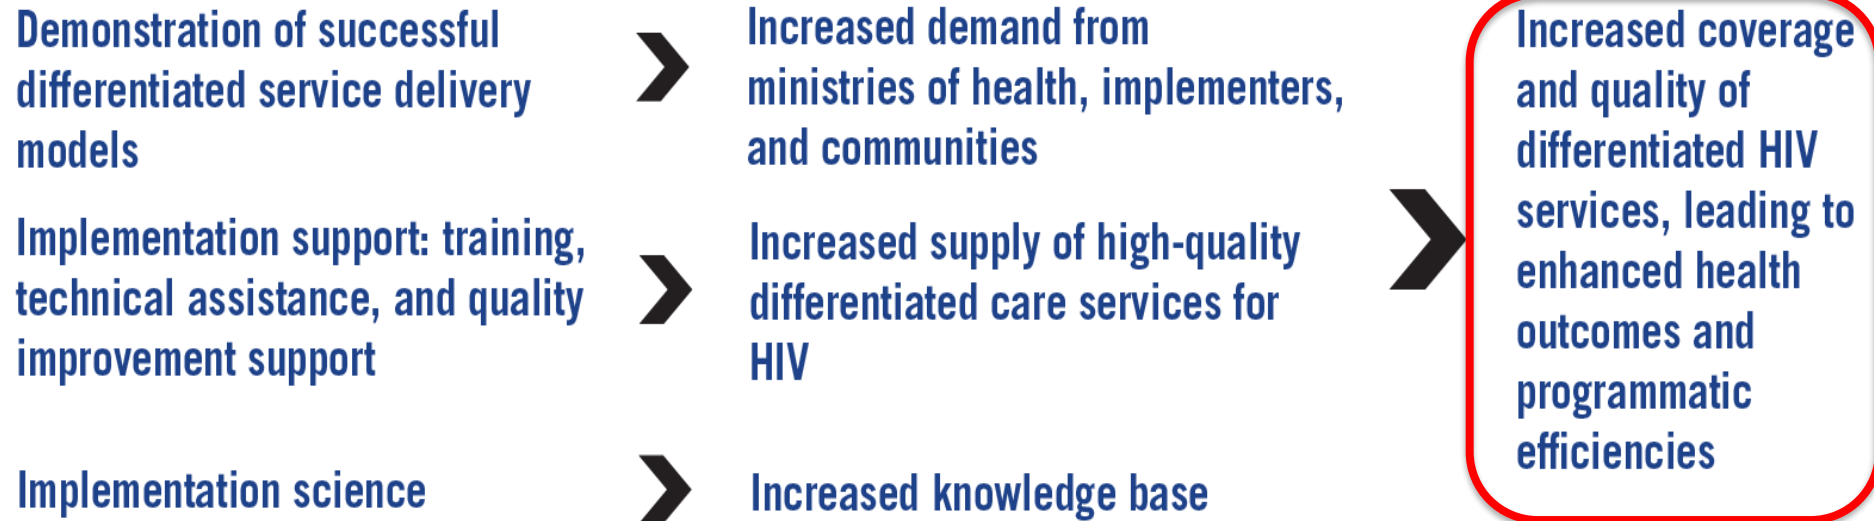 Demonstration of successful
differentiated service delivery
models
Increased demand from
ministries of health, implementers,
and communities
Implementation support: training,
technical assistance, and quality
improvement support
Increased supply of high-quality
differentiated care services for
HIV
Implementation science
Increased knowledge base
Increased coverage
and quality of
differentiated HIV
services, leading to
enhanced health
outcomes and
programmatic
efficiencies